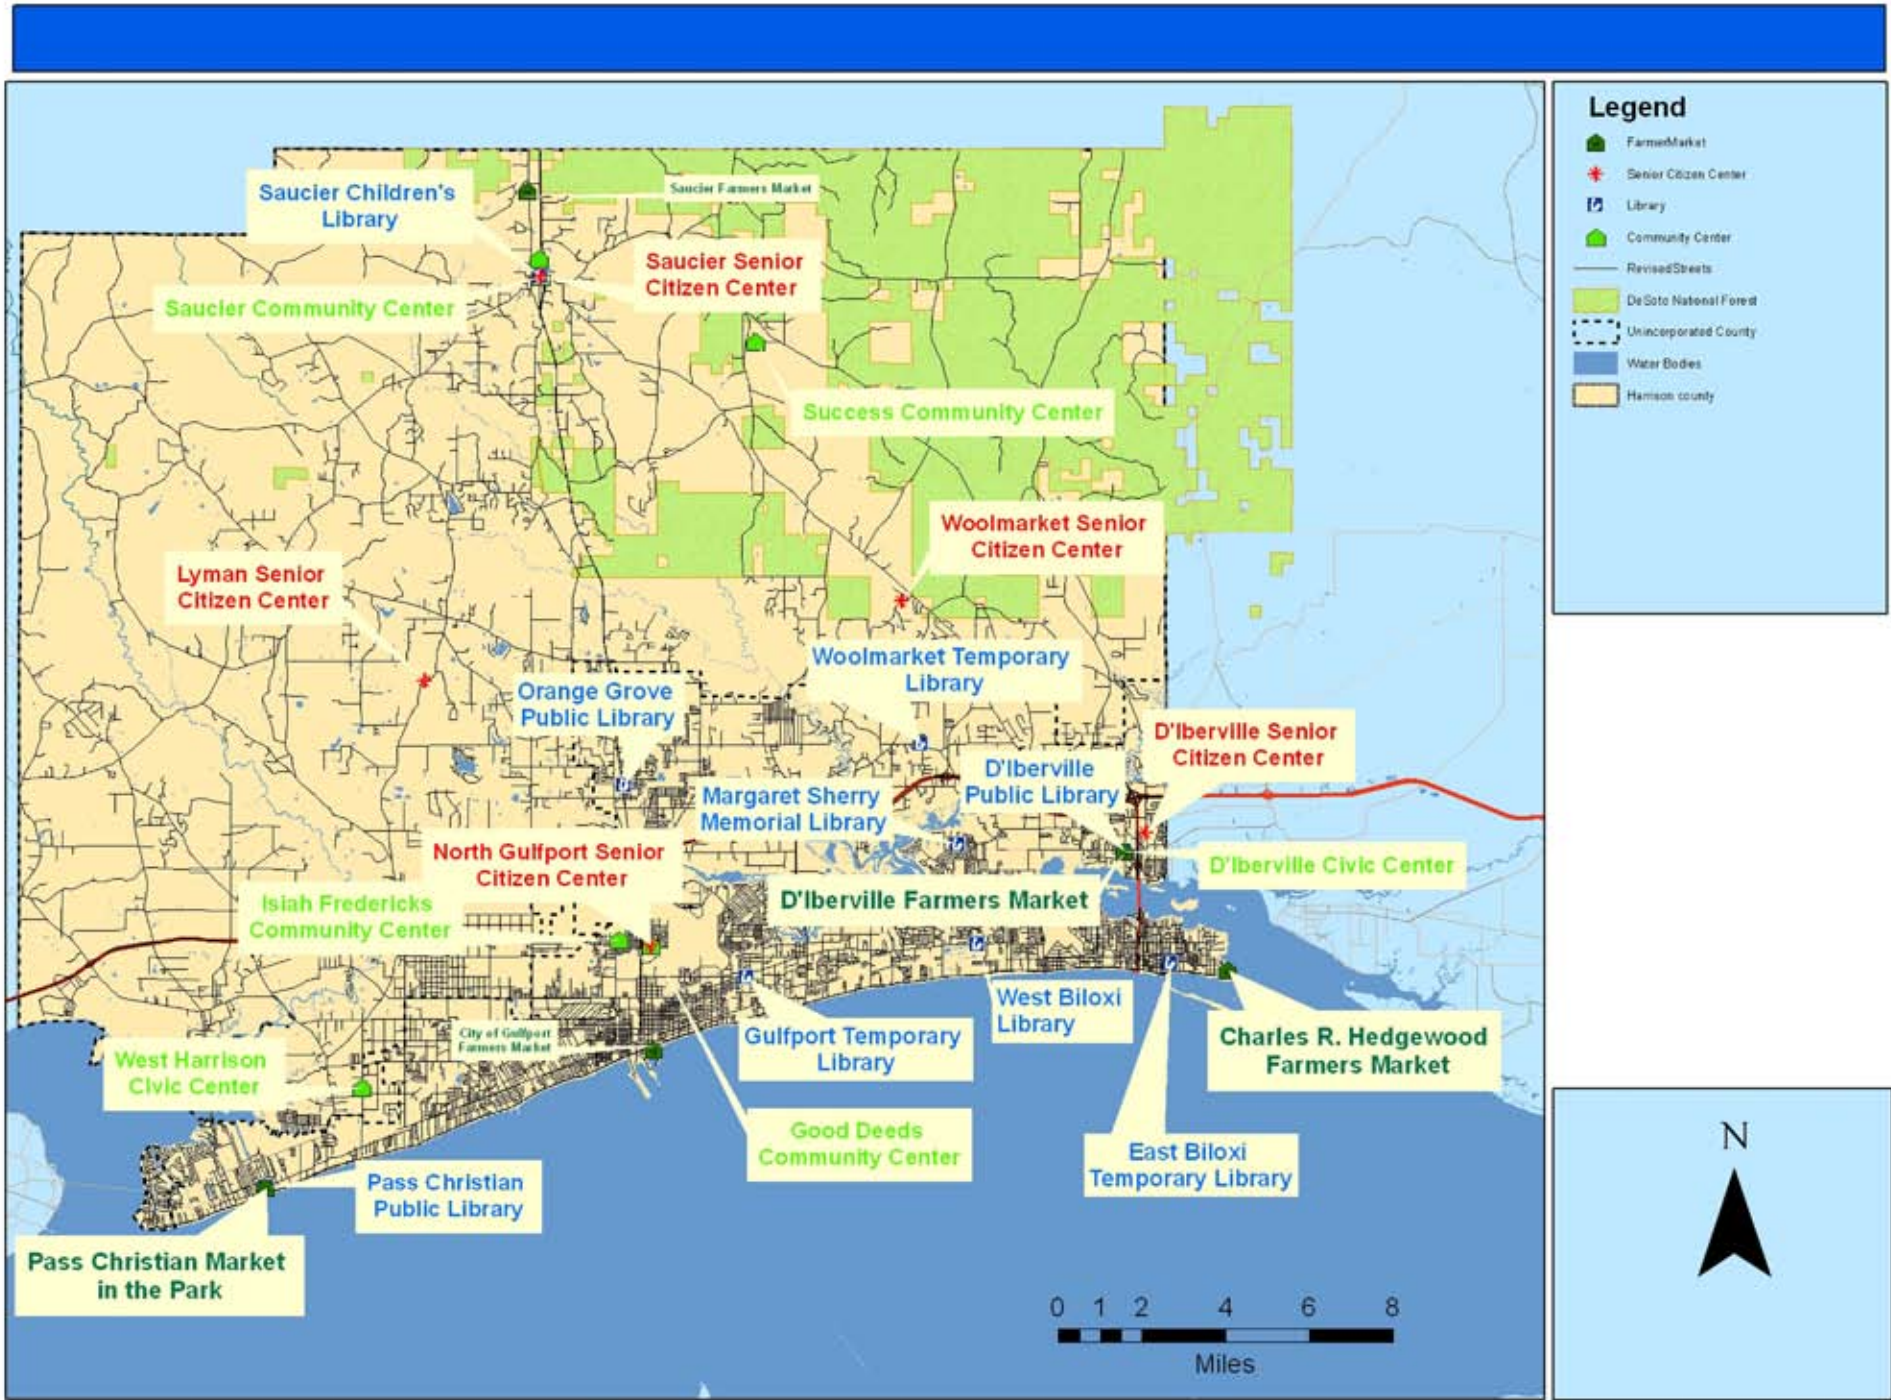 Legend
FarmerMarket
Senior Citizen Center
Library
Community Center
RevisedStreets
DeSoto National Forest
Unincorporated County
Water Bodies
Harrison county
Saucier Children's
Library
Saucier Farmers Market
Saucier Senior
Citizen Center
Saucier Community Center
Success Community Center
Woolmarket Senior
Citizen Center
Lyman Senior
Citizen Center
Woolmarket Temporary
Library
Orange Grove
Public Library
D'Iberville Senior
Citizen Center
D'Iberville
Public Library
Margaret Sherry
Memorial Library
North Gulfport Senior
Citizen Center
D'Iberville Civic Center
D'Iberville Farmers Market
Isiah Fredericks
Community Center
West Biloxi
Library
City of Gulfport
Farmers Market
Gulfport Temporary
Library
Charles R. Hedgewood
Farmers Market
West Harrison
Civic Center
Good Deeds
Community Center
East Biloxi
Temporary Library
Pass Christian
Public Library
Pass Christian Market
in the Park
N
0 1 2 4 6 8
Miles